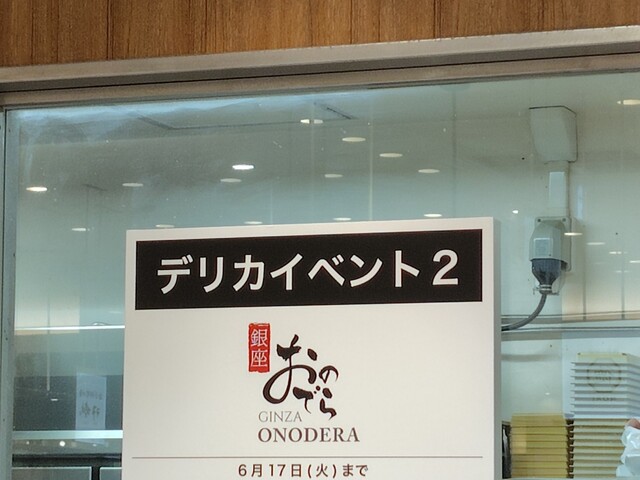 デリカイベント2
銀座
おのでら
GINZA
ONODERA
6月17日(火)まで